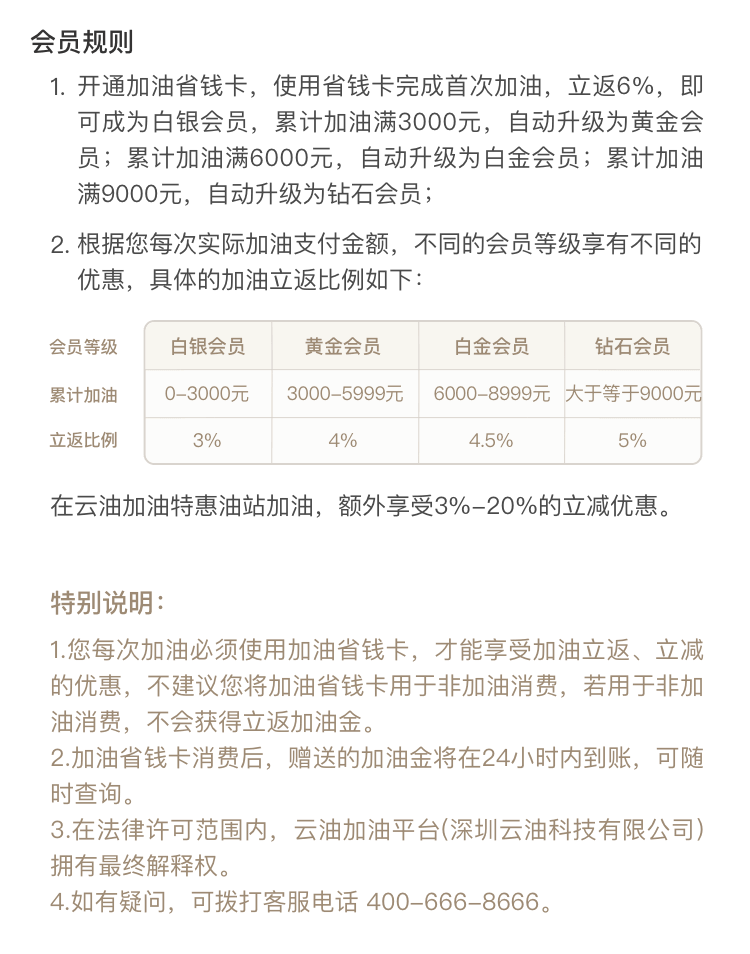 会员规则
1. 开通加油省钱卡，使用省钱卡完成首次加油，立返6%，即
可成为白银会员，累计加油满3000元，自动升级为黄金会
员；累计加油满6000元，自动升级为白金会员；累计加油
满9000元，自动升级为钻石会员；
2. 根据您每次实际加油支付金额，不同的会员等级享有不同的
优惠，具体的加油立返比例如下：
会员等级 白银会员 黄金会员 白金会员 钻石会员
累计加油 0–3000元 3000–5999元 6000–8999元 大于等于9000元
立返比例 3% 4% 4.5% 5%
在云油加油特惠油站加油，额外享受3%–20%的立减优惠。
特别说明：
1.您每次加油必须使用加油省钱卡，才能享受加油立返、立减
的优惠，不建议您将加油省钱卡用于非加油消费，若用于非加
油消费，不会获得立返加油金。
2.加油省钱卡消费后，赠送的加油金将在24小时内到账，可随
时查询。
3.在法律许可范围内，云油加油平台(深圳云油科技有限公司)
拥有最终解释权。
4.如有疑问，可拨打客服电话 400–666–8666。